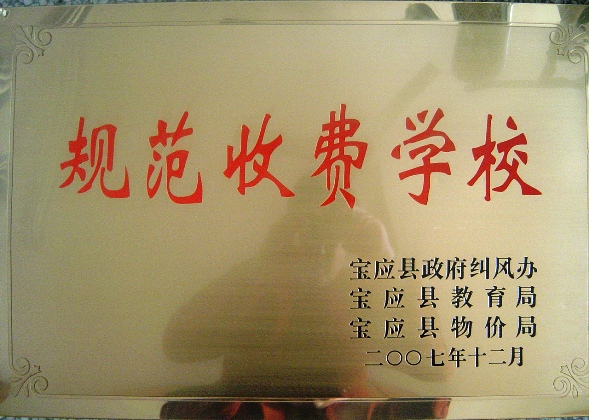 规范收费学校
宝应县政府纠风办
宝应县教育局
宝应县物价局
二〇〇七年十二月